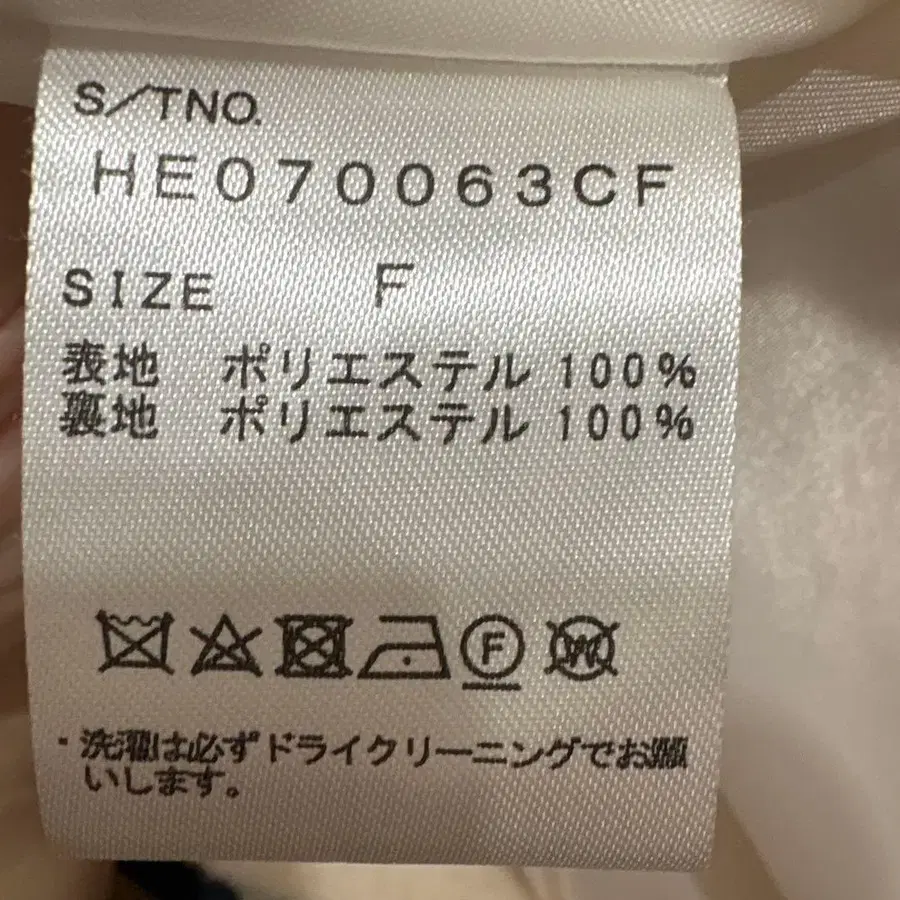 S/TNO.
HE070063CF
SIZE F
表地 ポリエステル 100%
裏地 ポリエステル 100%
F W
・洗濯は必ずドライクリーニングでお願
いします。